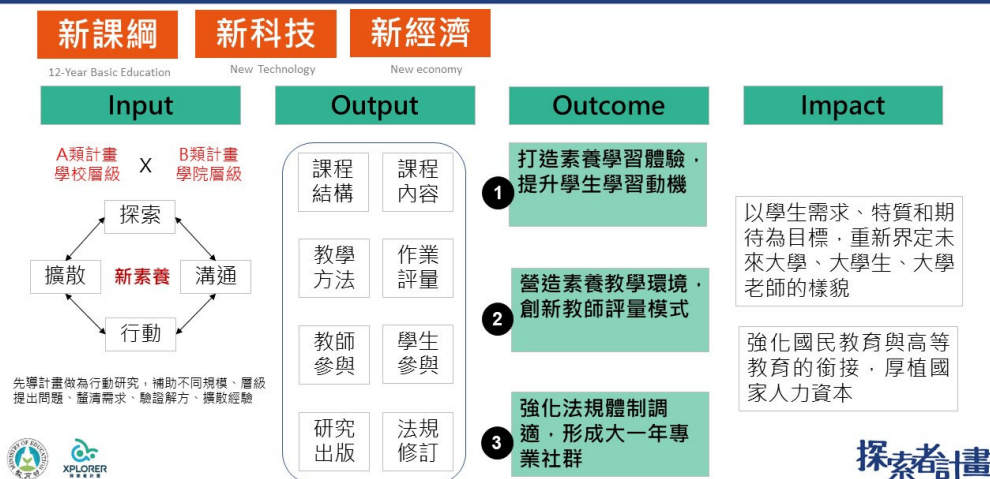 新課綱
12-Year Basic Education
新科技
New Technology
新經濟
New economy
Input
A類計畫
學校層級
X
B類計畫
學院層級
探索
擴散
新素養
溝通
行動
先導計畫做為行動研究，補助不同規模、層級
提出問題、釐清需求、驗證解方、擴散經驗
Output
課程
結構
課程
內容
教學
方法
作業
評量
教師
參與
學生
參與
研究
出版
法規
修訂
Outcome
1
打造素養學習體驗，
提升學生學習動機
2
營造素養教學環境，
創新教師評量模式
3
強化法規體制調
適，形成大一年專
業社群
Impact
以學生需求、特質和期
待為目標，重新界定未
來大學、大學生、大學
老師的樣貌
強化國民教育與高等
教育的銜接，厚植國
家人力資本
MINISTRY OF EDUCATION
教育部
XPLORER
探索者計畫
探索者計畫